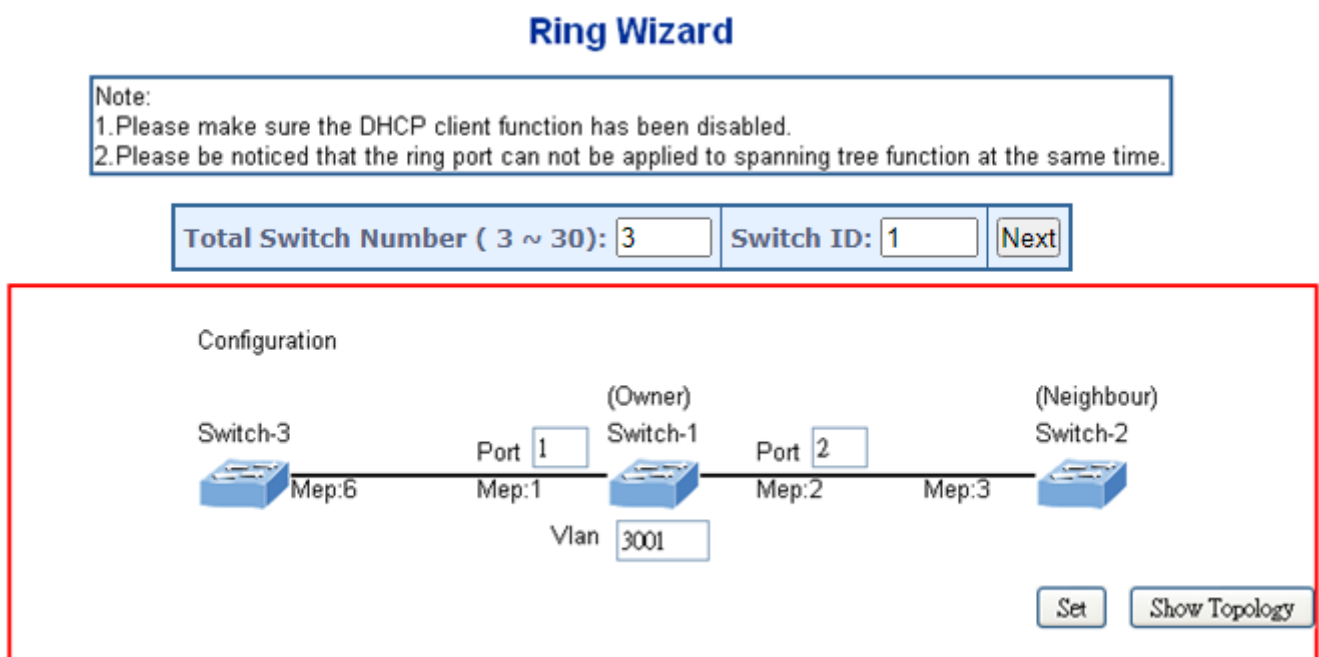 Ring Wizard
Note:
1.Please make sure the DHCP client function has been disabled.
2.Please be noticed that the ring port can not be applied to spanning tree function at the same time.
Total Switch Number ( 3 ~ 30): 3 Switch ID: 1 Next
Configuration
(Owner) (Neighbour)
Switch-3 Port 1 Switch-1 Port 2 Switch-2
Mep:6 Mep:1 Mep:2 Mep:3
Vlan 3001
Set Show Topology